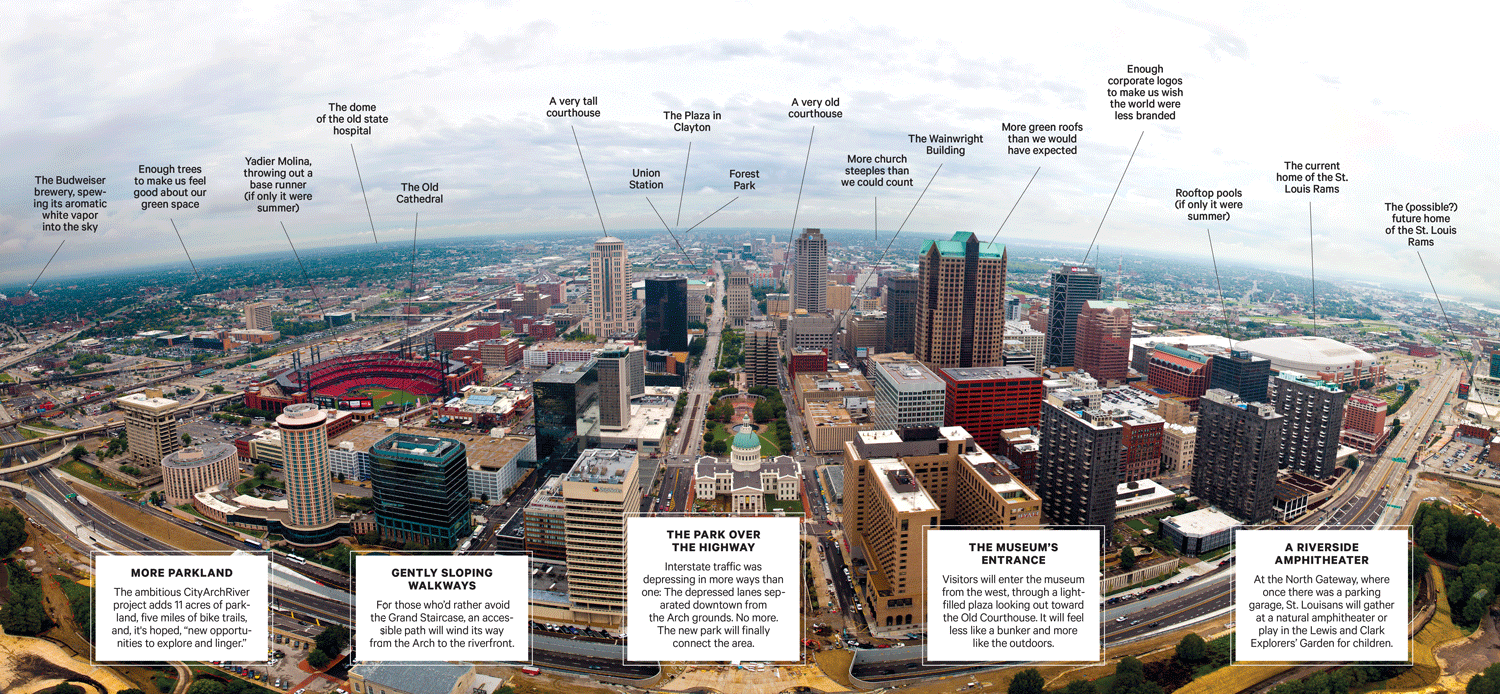 The Budweiser
brewery, spew-
ing its aromatic
white vapor
into the sky
Enough trees
to make us feel
good about our
green space
Yadier Molina,
throwing out a
base runner
(if only it were
summer)
The dome
of the old state
hospital
The Old
Cathedral
A very tall
courthouse
Union
Station
The Plaza in
Clayton
Forest
Park
A very old
courthouse
More church
steeples than
we could count
The Wainwright
Building
More green roofs
than we would
have expected
Enough
corporate logos
to make us wish
the world were
less branded
Rooftop pools
(if only it were
summer)
The current
home of the St.
Louis Rams
The (possible?)
future home
of the St. Louis
Rams
MORE PARKLAND
The ambitious CityArchRiver
project adds 11 acres of park-
land, five miles of bike trails,
and, it's hoped, “new opportu-
nities to explore and linger.”
GENTLY SLOPING
WALKWAYS
For those who'd rather avoid
the Grand Staircase, an acces-
sible path will wind its way
from the Arch to the riverfront.
THE PARK OVER
THE HIGHWAY
Interstate traffic was
depressing in more ways than
one: The depressed lanes sep-
arated downtown from
the Arch grounds. No more.
The new park will finally
connect the area.
THE MUSEUM'S
ENTRANCE
Visitors will enter the museum
from the west, through a light-
filled plaza looking out toward
the Old Courthouse. It will feel
less like a bunker and more
like the outdoors.
A RIVERSIDE
AMPHITHEATER
At the North Gateway, where
once there was a parking
garage, St. Louisans will gather
at a natural amphitheater or
play in the Lewis and Clark
Explorers' Garden for children.